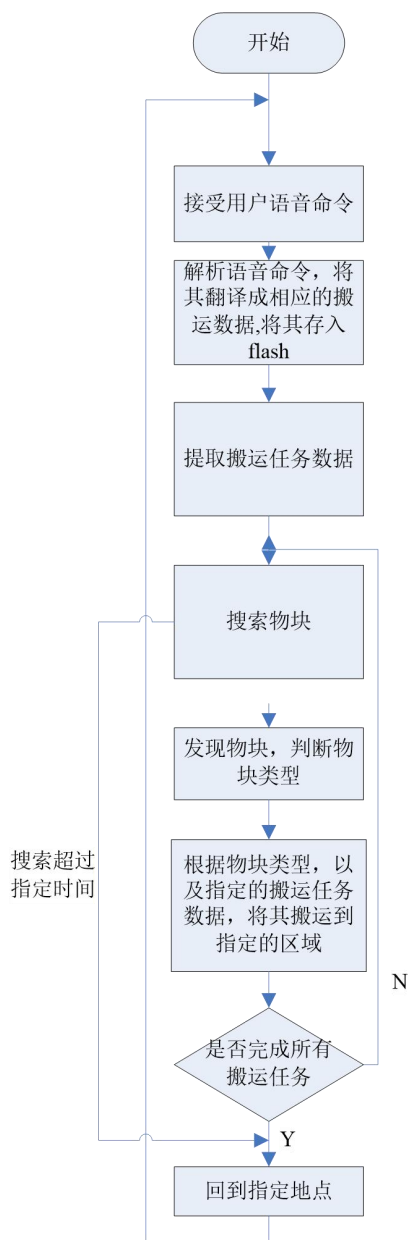 开始
接受用户语音命令
解析语音命令，将
其翻译成相应的搬
运数据,将其存入
flash
提取搬运任务数据
搜索物块
发现物块，判断物
块类型
搜索超过
指定时间
根据物块类型，以
及指定的搬运任务
数据，将其搬运到
指定的区域
N
是否完成所有
搬运任务
Y
回到指定地点